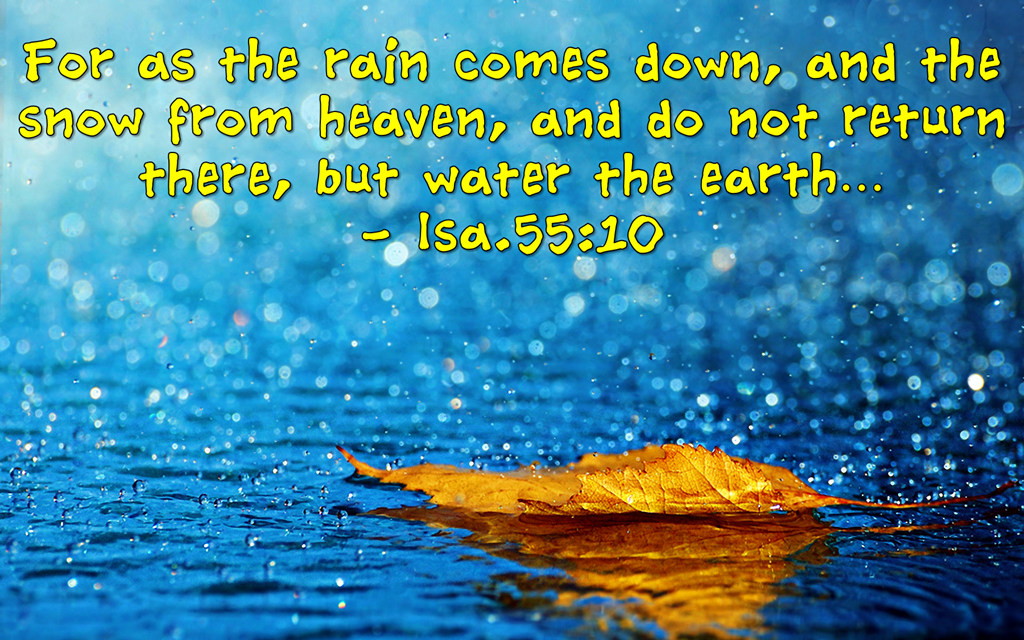 For as the rain comes down, and the
snow from heaven, and do not return
there, but water the earth...
- Isa.55:10